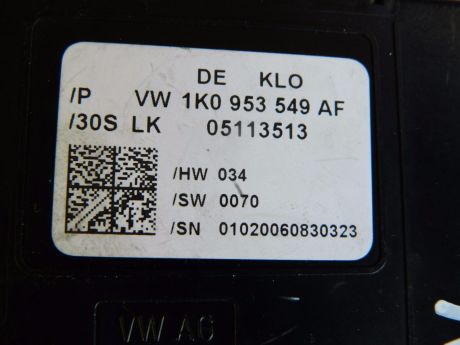 DE KLO
/P VW 1K0 953 549 AF
/30S LK 05113513
/HW 034
/SW 0070
/SN 01020060830323
VW AG